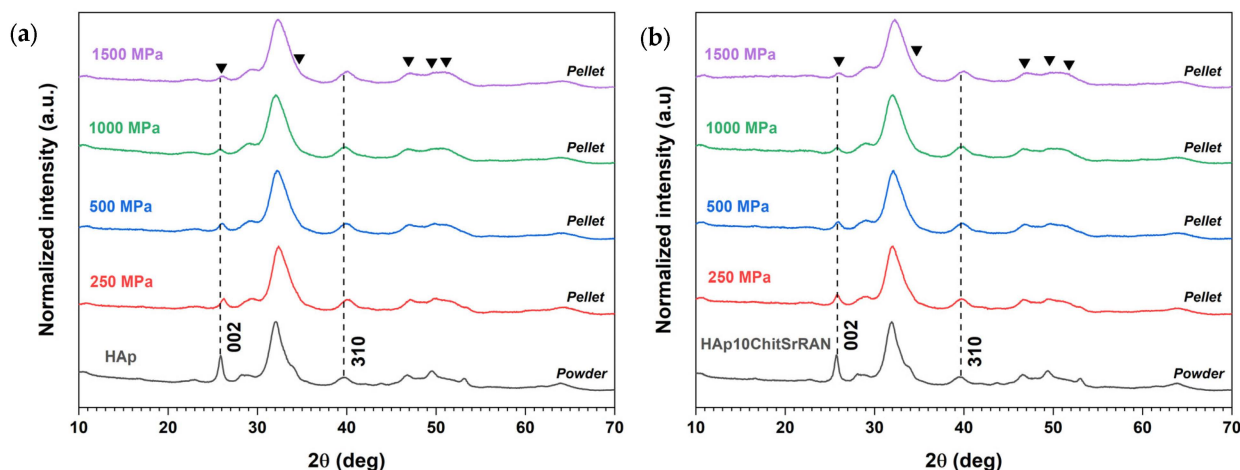 (a)
Normalized intensity (a.u.)
1500 MPa
Pellet
1000 MPa
Pellet
500 MPa
Pellet
250 MPa
Pellet
HAp
002
310
Powder
10 20 30 40 50 60 70
2θ (deg)
(b)
Normalized intensity (a.u.)
1500 MPa
Pellet
1000 MPa
Pellet
500 MPa
Pellet
250 MPa
Pellet
HAp10ChitSrRAN
002
310
Powder
10 20 30 40 50 60 70
2θ (deg)